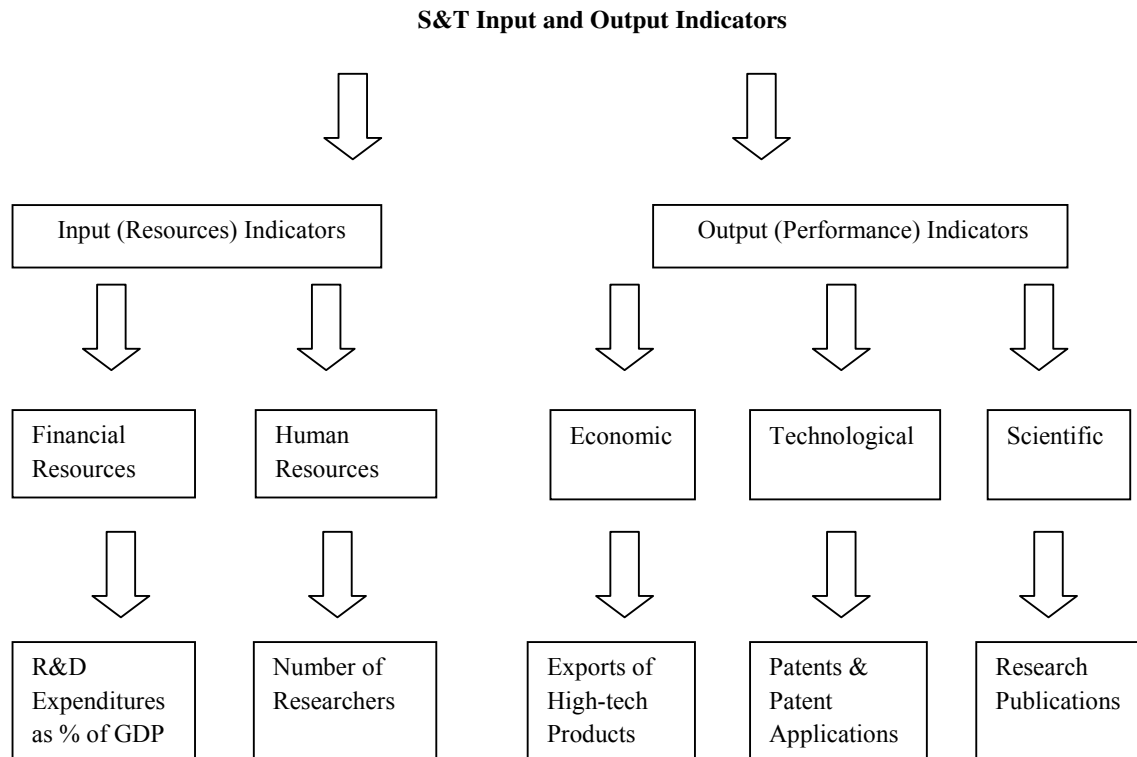 S&T Input and Output Indicators
Input (Resources) Indicators
Output (Performance) Indicators
Financial
Resources
Human
Resources
Economic
Technological
Scientific
R&D
Expenditures
as % of GDP
Number of
Researchers
Exports of
High-tech
Products
Patents &
Patent
Applications
Research
Publications